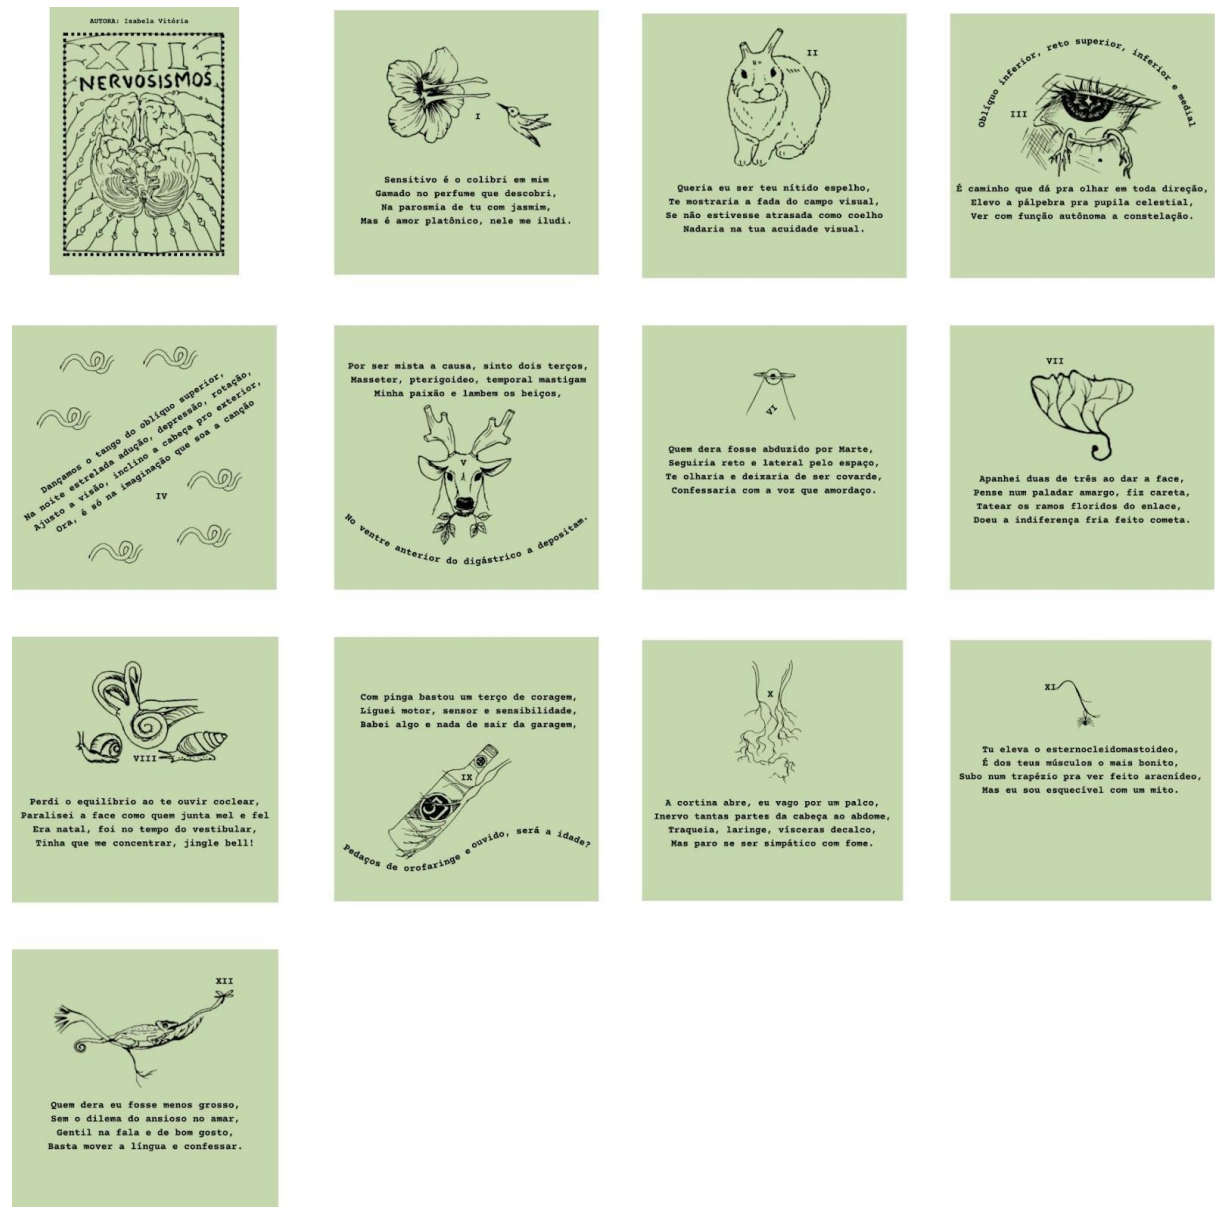 AUTORA: Isabela Vitória
XII
NERVOSISMOS
I
Sensitivo é o colibri em mim
Gamado no perfume que descobri,
Na parosmia de tu com jasmim,
Mas é amor platônico, nele me iludi.
II
Queria eu ser teu nítido espelho,
Te mostraria a fada do campo visual,
Se não estivesse atrasada como coelho
Nadaria na tua acuidade visual.
Oblíquo inferior, reto superior, inferior e medial
III
É caminho que dá pra olhar em toda direção,
Elevo a pálpebra pra pupila celestial,
Ver com função autônoma a constelação.
Dançamos o tango do oblíquo superior,
Na noite estrelada adução, depressão, rotação,
Ajusto a visão, inclino a cabeça pro exterior,
Ora, é só na imaginação que soa a canção
IV
Por ser mista a causa, sinto dois terços,
Masseter, pterigoideo, temporal mastigam
Minha paixão e lambem os beiços,
V
No ventre anterior do digástrico a depositam.
VI
Quem dera fosse abduzido por Marte,
Seguiria reto e lateral pelo espaço,
Te olharia e deixaria de ser covarde,
Confessaria com a voz que amordaço.
VII
Apanhei duas de três ao dar a face,
Pense num paladar amargo, fiz careta,
Tatear os ramos floridos do enlace,
Doeu a indiferença fria feito cometa.
VIII
Perdi o equilíbrio ao te ouvir coclear,
Paralisei a face como quem junta mel e fel
Era natal, foi no tempo do vestibular,
Tinha que me concentrar, jingle bell!
Com pinga bastou um terço de coragem,
Liguei motor, sensor e sensibilidade,
Babei algo e nada de sair da garagem,
IX
51
Pedaços de orofaringe e ouvido, será a idade?
X
A cortina abre, eu vago por um palco,
Inervo tantas partes da cabeça ao abdome,
Traqueia, laringe, vísceras decalco,
Mas paro se ser simpático com fome.
XI
Tu eleva o esternocleidomastoideo,
É dos teus músculos o mais bonito,
Subo num trapézio pra ver feito aracnídeo,
Mas eu sou esquecível com um mito.
XII
Quem dera eu fosse menos grosso,
Sem o dilema do ansioso no amar,
Gentil na fala e de bom gosto,
Basta mover a língua e confessar.